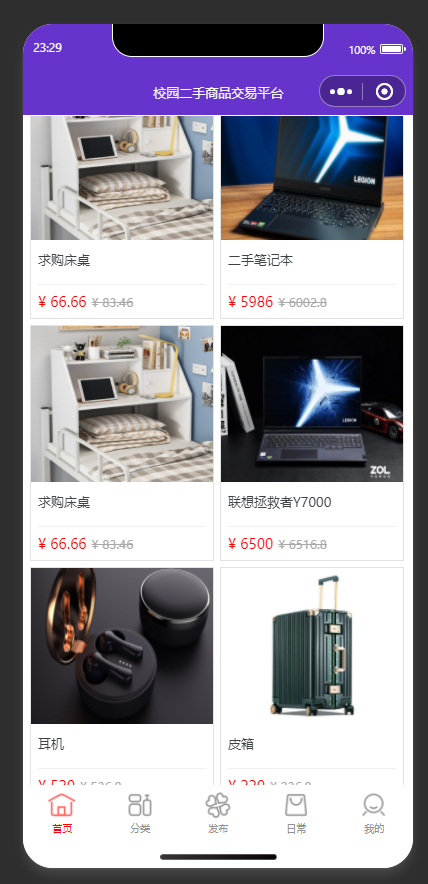 23:29
100%
校园二手商品交易平台
LEGION
求购床桌
二手笔记本
¥ 66.66 ¥ 83.46
¥ 5986 ¥ 6002.8
LEGION
ZOL
求购床桌
联想拯救者Y7000
¥ 66.66 ¥ 83.46
¥ 6500 ¥ 6516.8
耳机
皮箱
首页
分类
发布
日常
我的